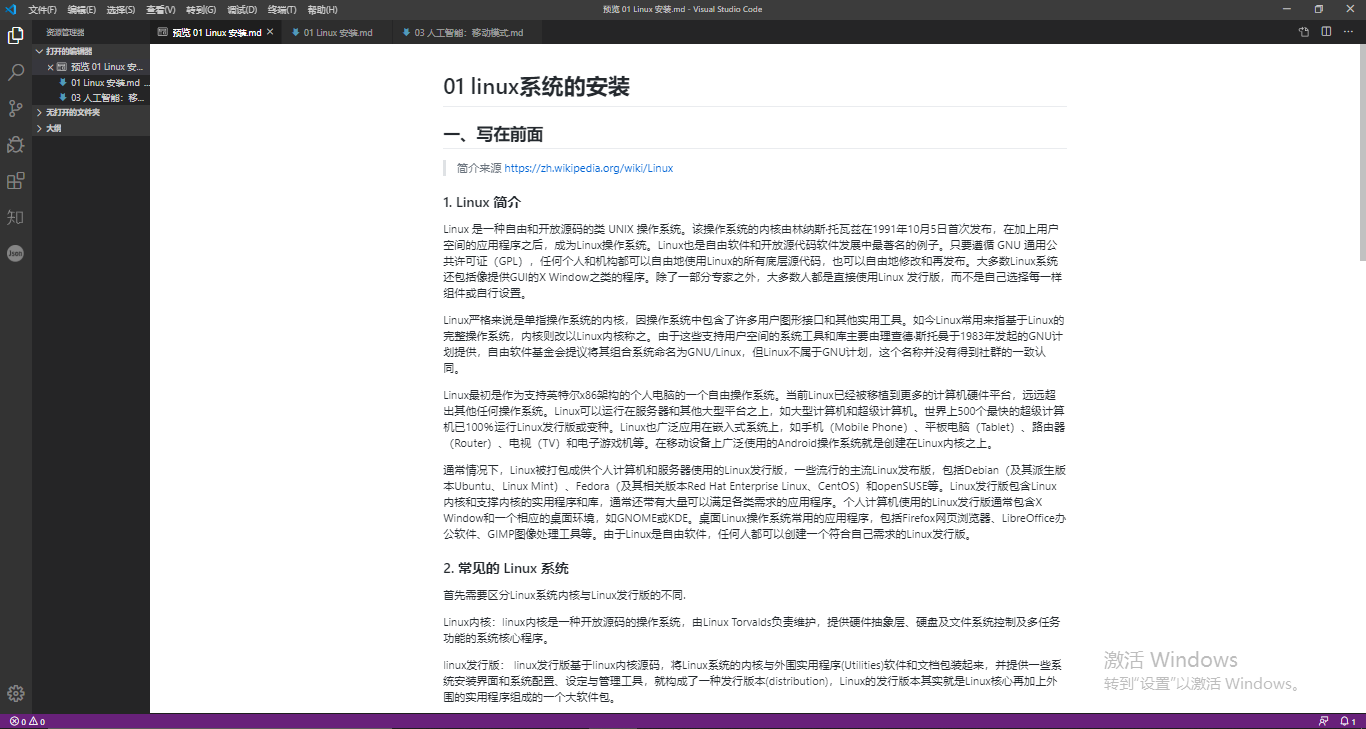 文件(F) 编辑(E) 选择(S) 查看(V) 转到(G) 调试(D) 终端(T) 帮助(H) 预览 01 Linux 安装.md - Visual Studio Code
资源管理器
预览 01 Linux 安装.md
01 Linux 安装.md
03 人工智能：移动模式.md
打开的编辑器
预览 01 Linux 安...
01 Linux 安装.md ...
03 人工智能：移...
无打开的文件夹
大纲
知
Json
01 linux系统的安装
一、写在前面
简介来源 https://zh.wikipedia.org/wiki/Linux
1. Linux 简介
Linux 是一种自由和开放源码的类 UNIX 操作系统。该操作系统的内核由林纳斯·托瓦兹在1991年10月5日首次发布，在加上用户
空间的应用程序之后，成为Linux操作系统。Linux也是自由软件和开放源代码软件发展中最著名的例子。只要遵循 GNU 通用公
共许可证（GPL），任何个人和机构都可以自由地使用Linux的所有底层源代码，也可以自由地修改和再发布。大多数Linux系统
还包括像提供GUI的X Window之类的程序。除了一部分专家之外，大多数人都是直接使用Linux 发行版，而不是自己选择每一样
组件或自行设置。
Linux严格来说是单指操作系统的内核，因操作系统中包含了许多用户图形接口和其他实用工具。如今Linux常用来指基于Linux的
完整操作系统，内核则改以Linux内核称之。由于这些支持用户空间的系统工具和库主要由理查德·斯托曼于1983年发起的GNU计
划提供，自由软件基金会提议将其组合系统命名为GNU/Linux，但Linux不属于GNU计划，这个名称并没有得到社群的一致认
同。
Linux最初是作为支持英特尔x86架构的个人电脑的一个自由操作系统。当前Linux已经被移植到更多的计算机硬件平台，远远超
出其他任何操作系统。Linux可以运行在服务器和其他大型平台之上，如大型计算机和超级计算机。世界上500个最快的超级计算
机已100%运行Linux发行版或变种。Linux也广泛应用在嵌入式系统上，如手机（Mobile Phone）、平板电脑（Tablet）、路由器
（Router）、电视（TV）和电子游戏机等。在移动设备上广泛使用的Android操作系统就是创建在Linux内核之上。
通常情况下，Linux被打包成供个人计算机和服务器使用的Linux发行版，一些流行的主流Linux发布版，包括Debian（及其派生版
本Ubuntu、Linux Mint）、Fedora（及其相关版本Red Hat Enterprise Linux、CentOS）和openSUSE等。Linux发行版包含Linux
内核和支撑内核的实用程序和库，通常还带有大量可以满足各类需求的应用程序。个人计算机使用的Linux发行版通常包含X
Window和一个相应的桌面环境，如GNOME或KDE。桌面Linux操作系统常用的应用程序，包括Firefox网页浏览器、LibreOffice办
公软件、GIMP图像处理工具等。由于Linux是自由软件，任何人都可以创建一个符合自己需求的Linux发行版。
2. 常见的 Linux 系统
首先需要区分Linux系统内核与Linux发行版的不同.
Linux内核：linux内核是一种开放源码的操作系统，由Linux Torvalds负责维护，提供硬件抽象层、硬盘及文件系统控制及多任务
功能的系统核心程序。
linux发行版： linux发行版基于linux内核源码，将Linux系统的内核与外围实用程序(Utilities)软件和文档包装起来，并提供一些系
统安装界面和系统配置、设定与管理工具，就构成了一种发行版本(distribution)，Linux的发行版本其实就是Linux核心再加上外
围的实用程序组成的一个大软件包。
激活 Windows
转到"设置"以激活 Windows。
0 0
1